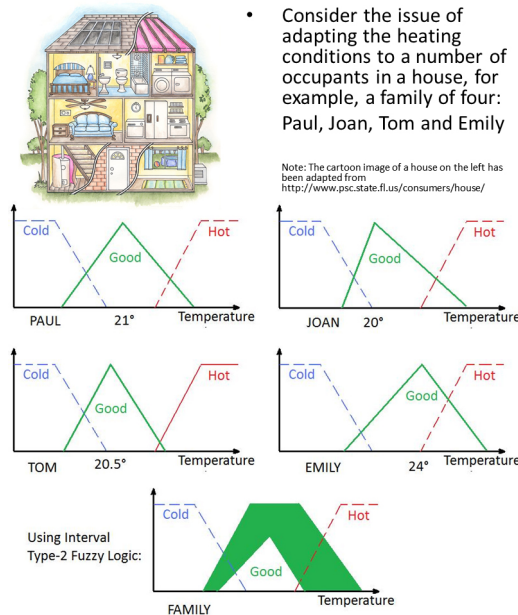 • Consider the issue of
adapting the heating
conditions to a number of
occupants in a house, for
example, a family of four:
Paul, Joan, Tom and Emily
Note: The cartoon image of a house on the left has
been adapted from
http://www.psc.state.fl.us/consumers/house/
Cold
Good
Hot
PAUL
21°
Temperature
Cold
Good
Hot
JOAN
20°
Temperature
Cold
Good
Hot
TOM
20.5°
Temperature
Cold
Good
Hot
EMILY
24°
Temperature
Using Interval
Type-2 Fuzzy Logic:
Cold
Good
Hot
FAMILY
Temperature